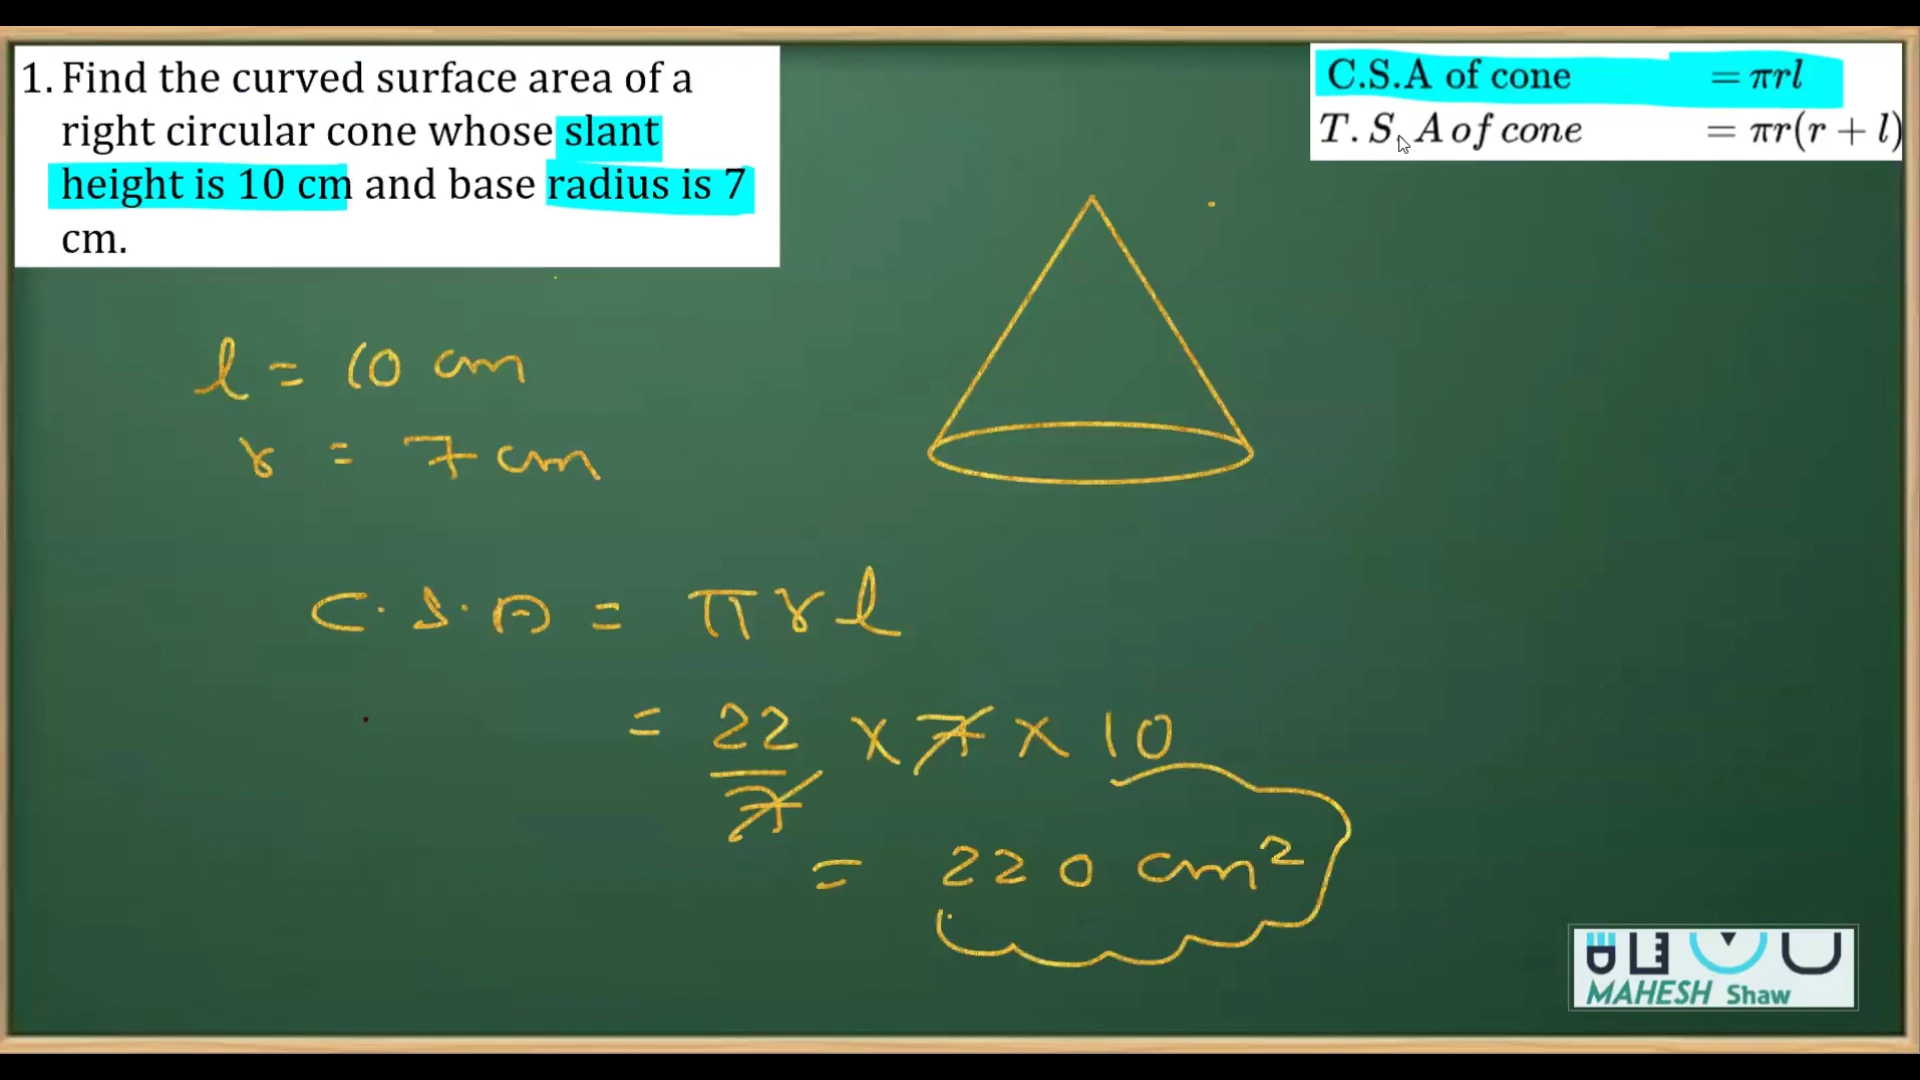 1. Find the curved surface area of a
right circular cone whose slant
height is 10 cm and base radius is 7
cm.
C.S.A of cone = πrl
T.S.A of cone = πr(r + l)
l = 10 cm
r = 7 cm
C.S.A = πrl
= 22/7 × 7 × 10
= 220 cm²
MAHESH Shaw